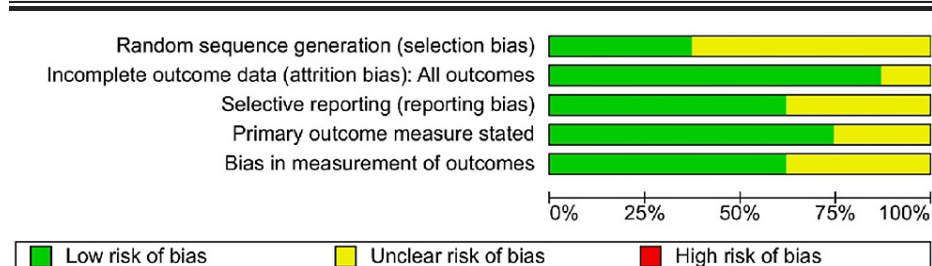 Random sequence generation (selection bias)
Incomplete outcome data (attrition bias): All outcomes
Selective reporting (reporting bias)
Primary outcome measure stated
Bias in measurement of outcomes
0% 25% 50% 75% 100%
Low risk of bias Unclear risk of bias High risk of bias